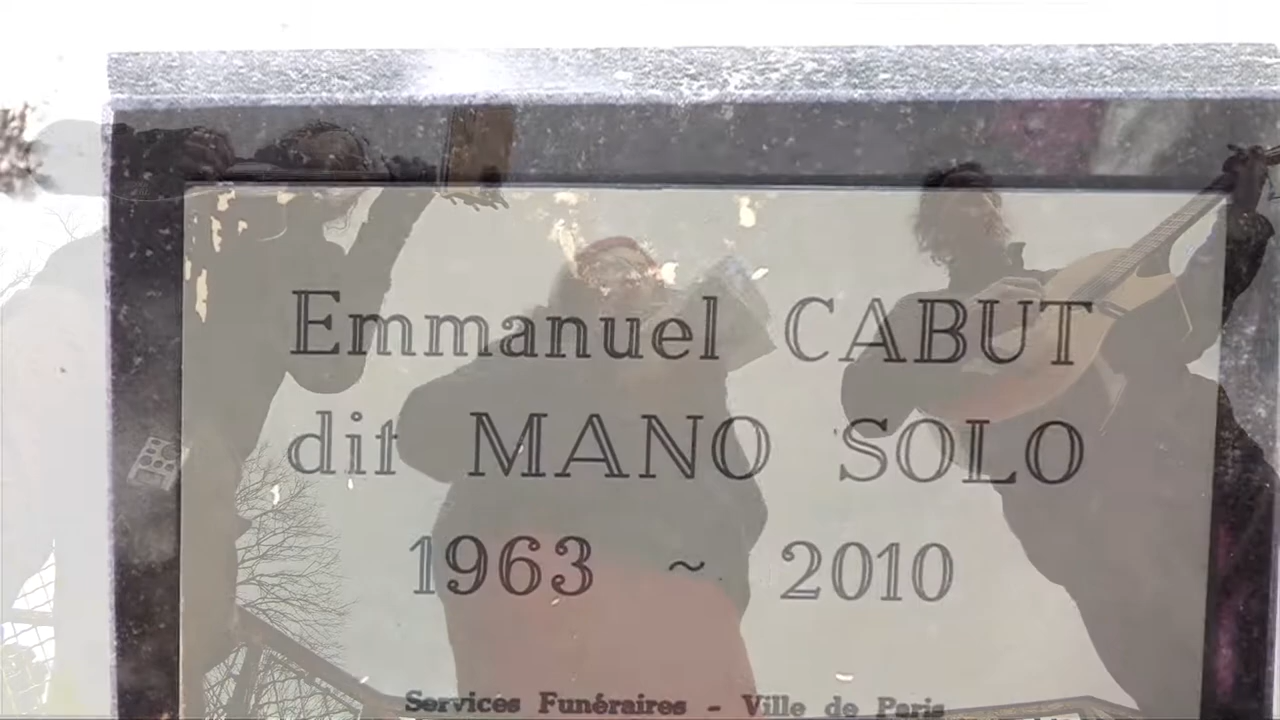 Emmanuel CABUT
dit MANO SOLO
1963 ~ 2010
Services Funéraires - Ville de Paris